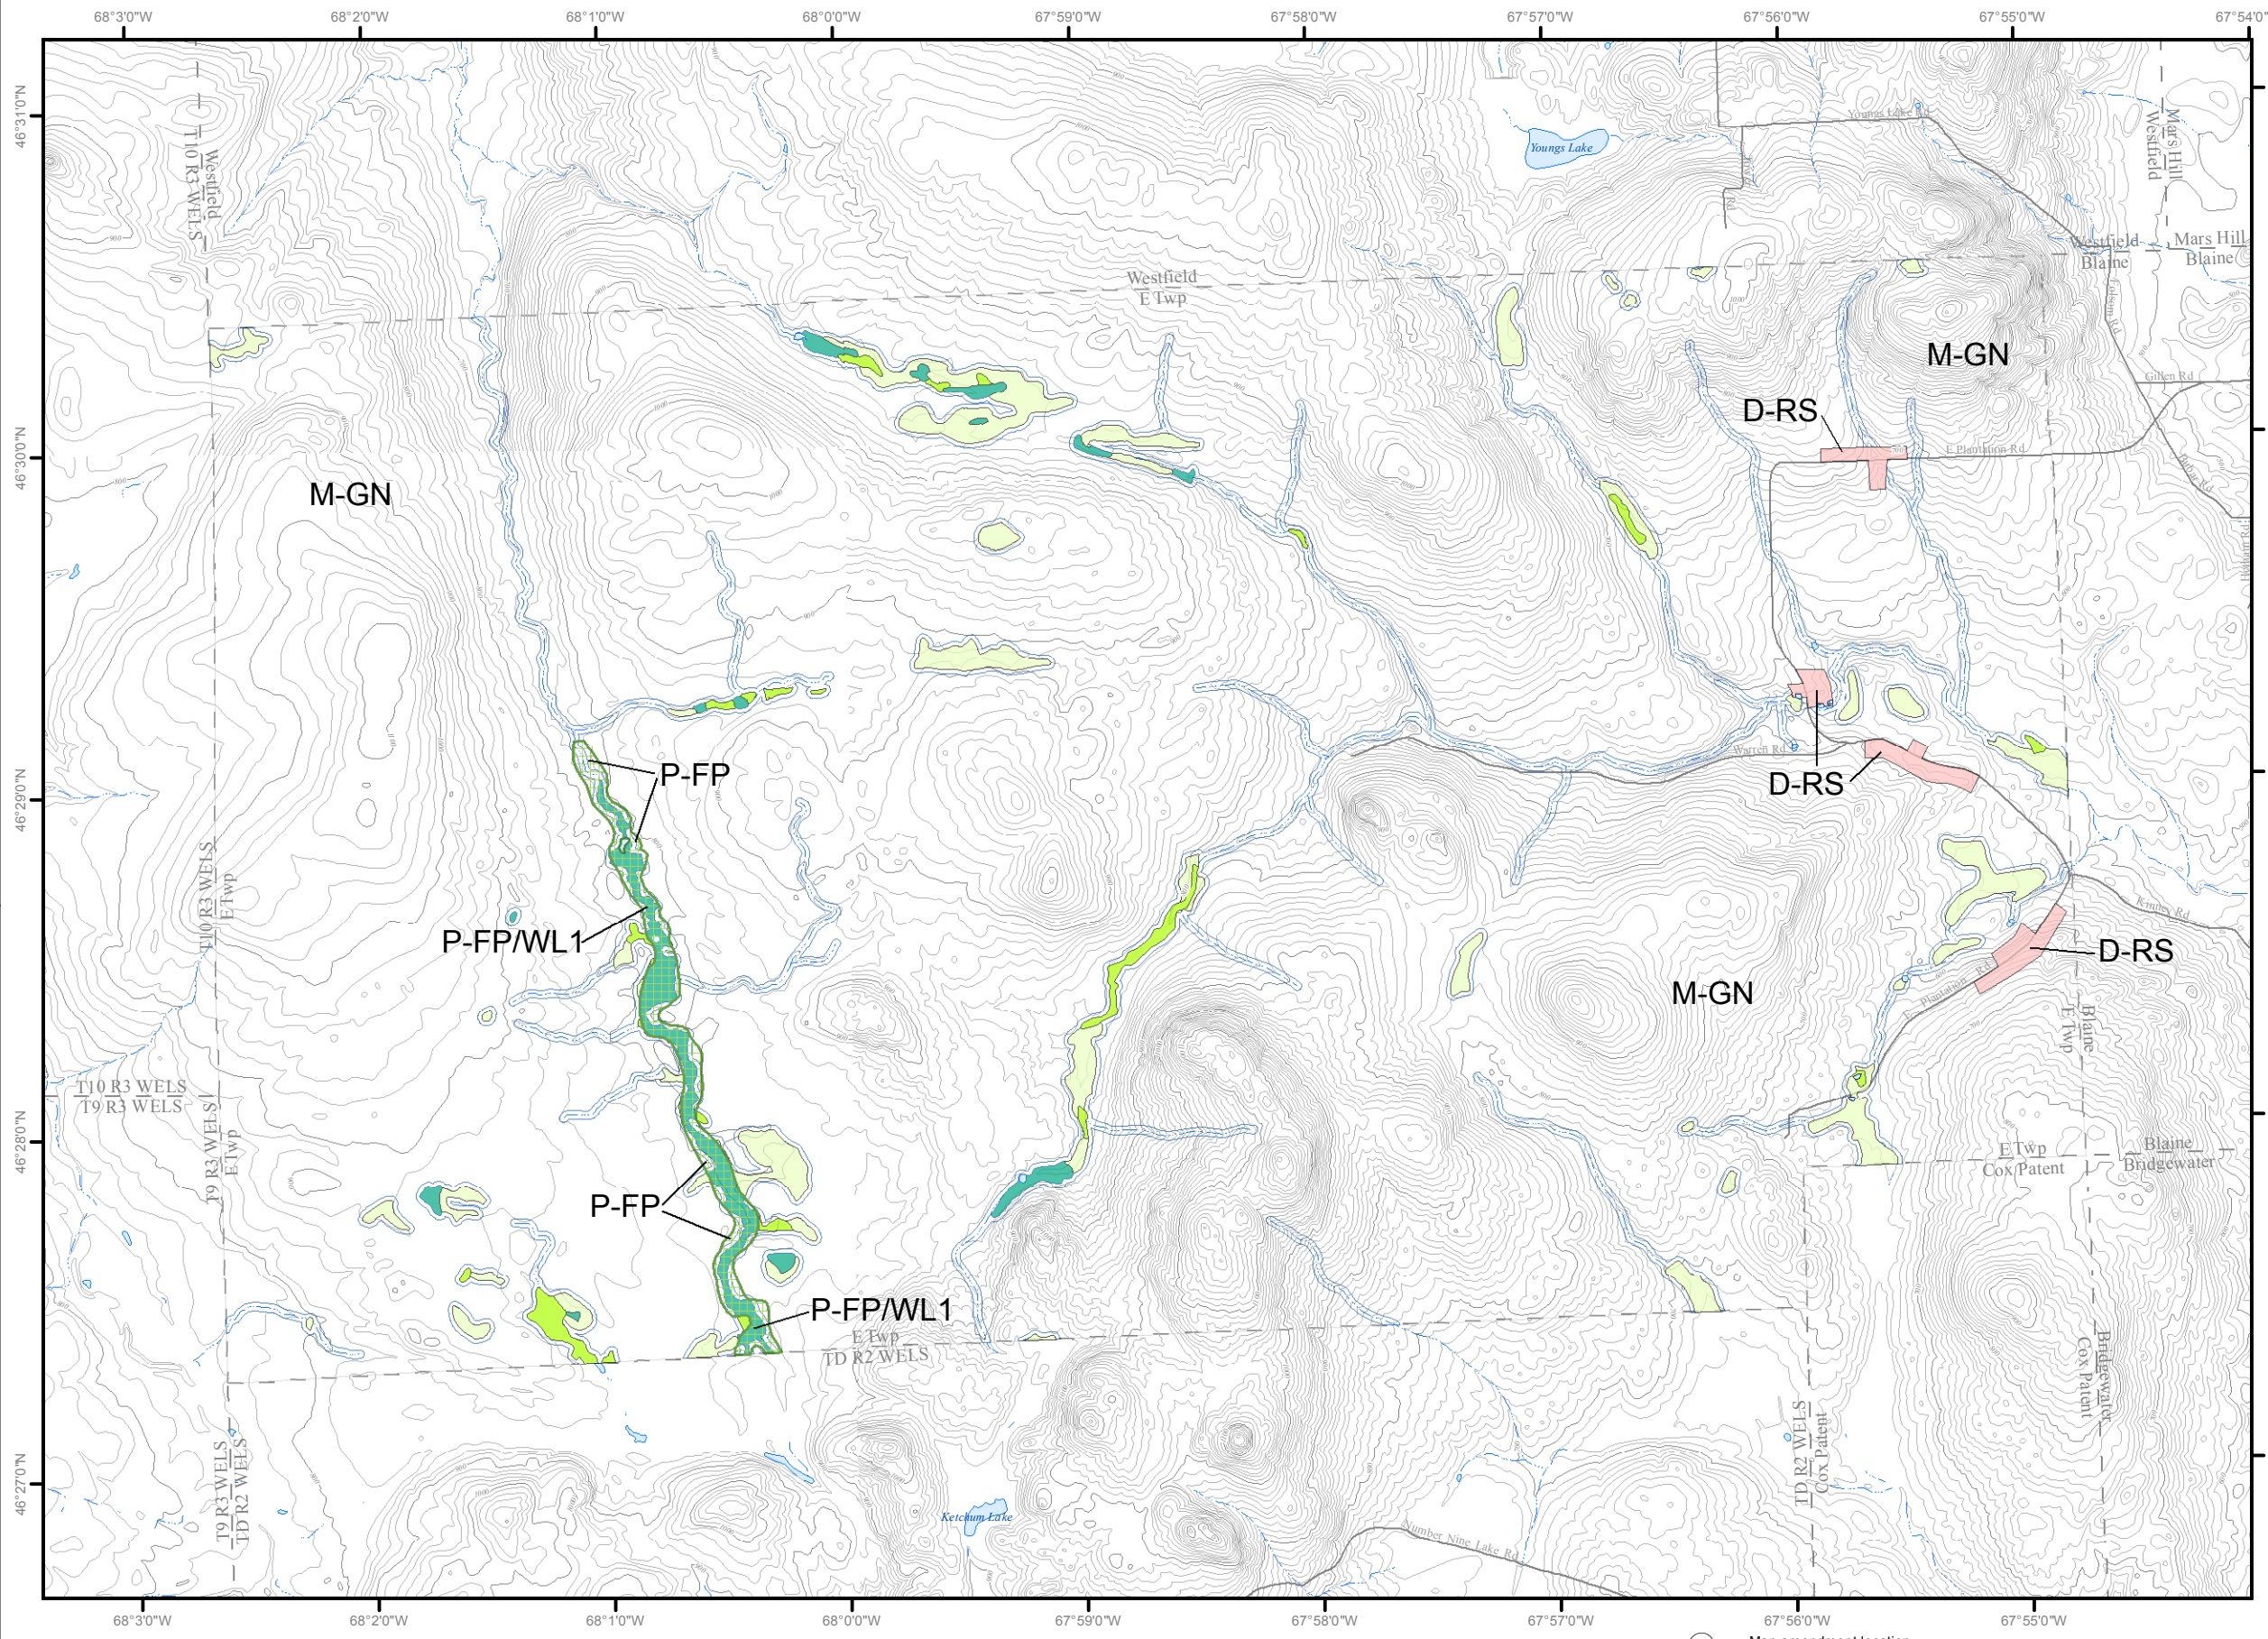 68°3'0"W 68°2'0"W 68°1'0"W 68°0'0"W 67°59'0"W 67°58'0"W 67°57'0"W 67°56'0"W 67°55'0"W
46°31'0"N
46°30'0"N
46°29'0"N
46°28'0"N
46°27'0"N
Youngs Lake Rd
Youngs Lake
Westfield
T10 R3 WELS
Mars Hill
Westfield
Westfield
Blaine
Mars Hill
Blaine
Westfield
E Twp
M-GN
Gillen Rd
D-RS
E Plantation Rd
M-GN
Warren Rd
P-FP
D-RS
T10 R3 WELS
E Twp
P-FP/WL1
Kinney Rd
D-RS
E Plantation Rd
M-GN
Blaine
E Twp
T10 R3 WELS
T9 R3 WELS
T9 R3 WELS
E Twp
E Twp
Cox Patent
Blaine
Bridgewater
P-FP
P-FP/WL1
E Twp
TD R2 WELS
Bridgewater
Cox Patent
TD R2 WELS
Cox Patent
T9 R3 WELS
TD R2 WELS
Ketchum Lake
Number Nine Lake Rd
68°3'0"W 68°2'0"W 68°1'0"W 68°0'0"W 67°59'0"W 67°58'0"W 67°57'0"W 67°56'0"W 67°55'0"W